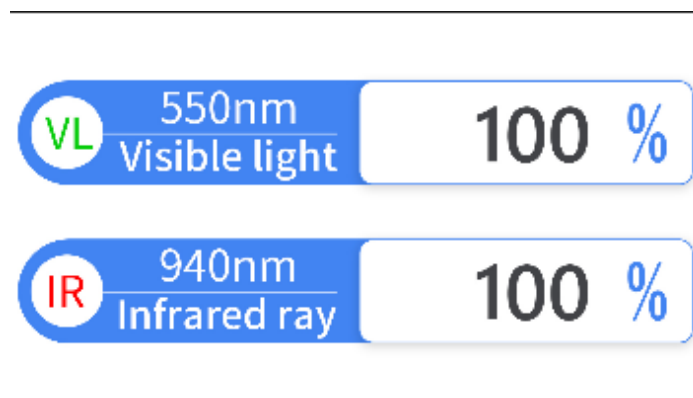 VL
550nm
Visible light
100 %
IR
940nm
Infrared ray
100 %